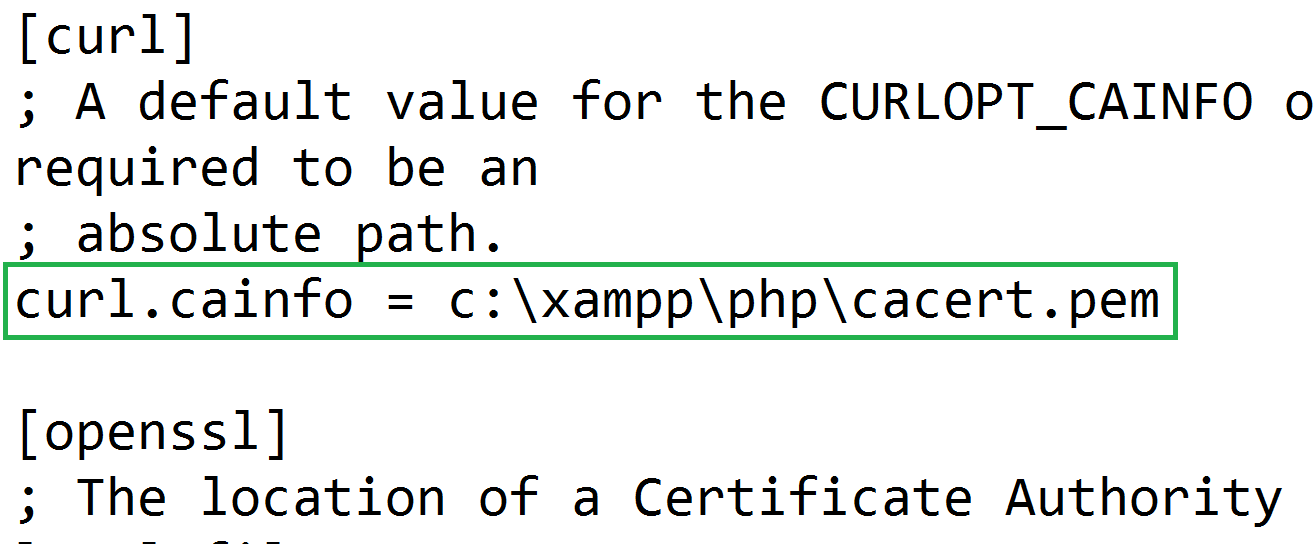 [curl]
; A default value for the CURLOPT_CAINFO o
required to be an
; absolute path.
curl.cainfo = c:\xampp\php\cacert.pem
[openssl]
; The location of a Certificate Authority